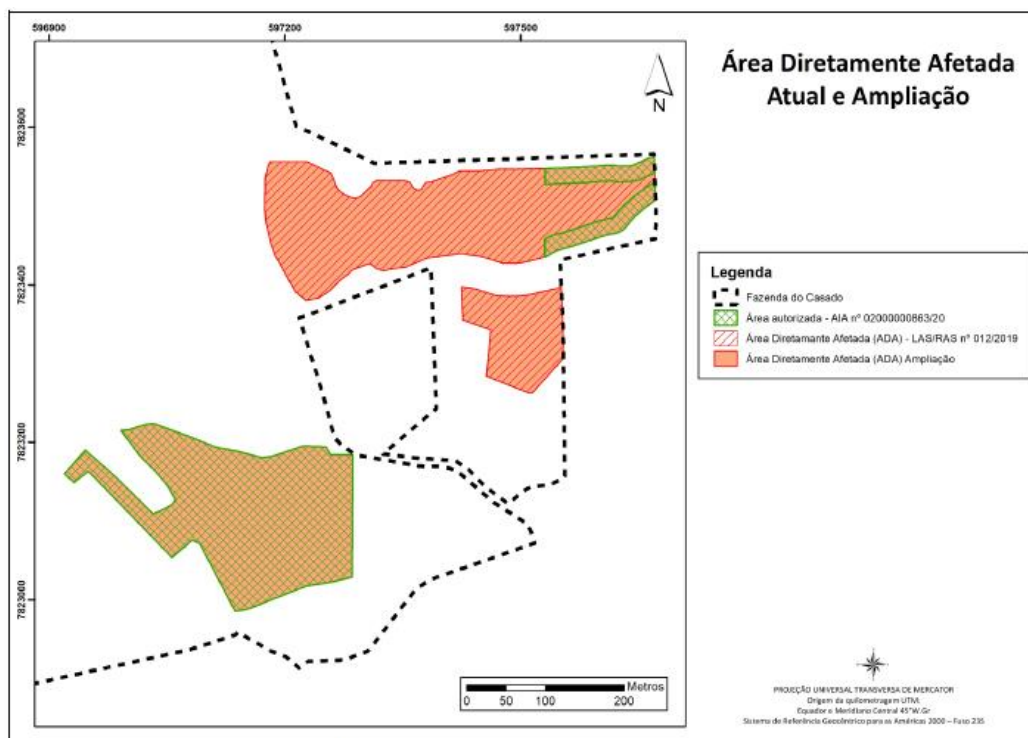 596900 597200 597500
Área Diretamente Afetada
Atual e Ampliação
7823600
7823400
7823200
7823000
N
Legenda
Fazenda do Casado
Área autorizada - AIA nº 02000000863/20
Área Diretamante Afetada (ADA) - LAS/RAS nº 012/2019
Área Diretamente Afetada (ADA) Ampliação
Metros
0 50 100 200
PROJEÇÃO UNIVERSAL TRANSVERSA DE MERCATOR
Origem da quilometragem UTM:
Equador e Meridiano Central 45°W.Gr
Sistema de Referência Geocêntrico para as Américas 2000 – Fuso 23S